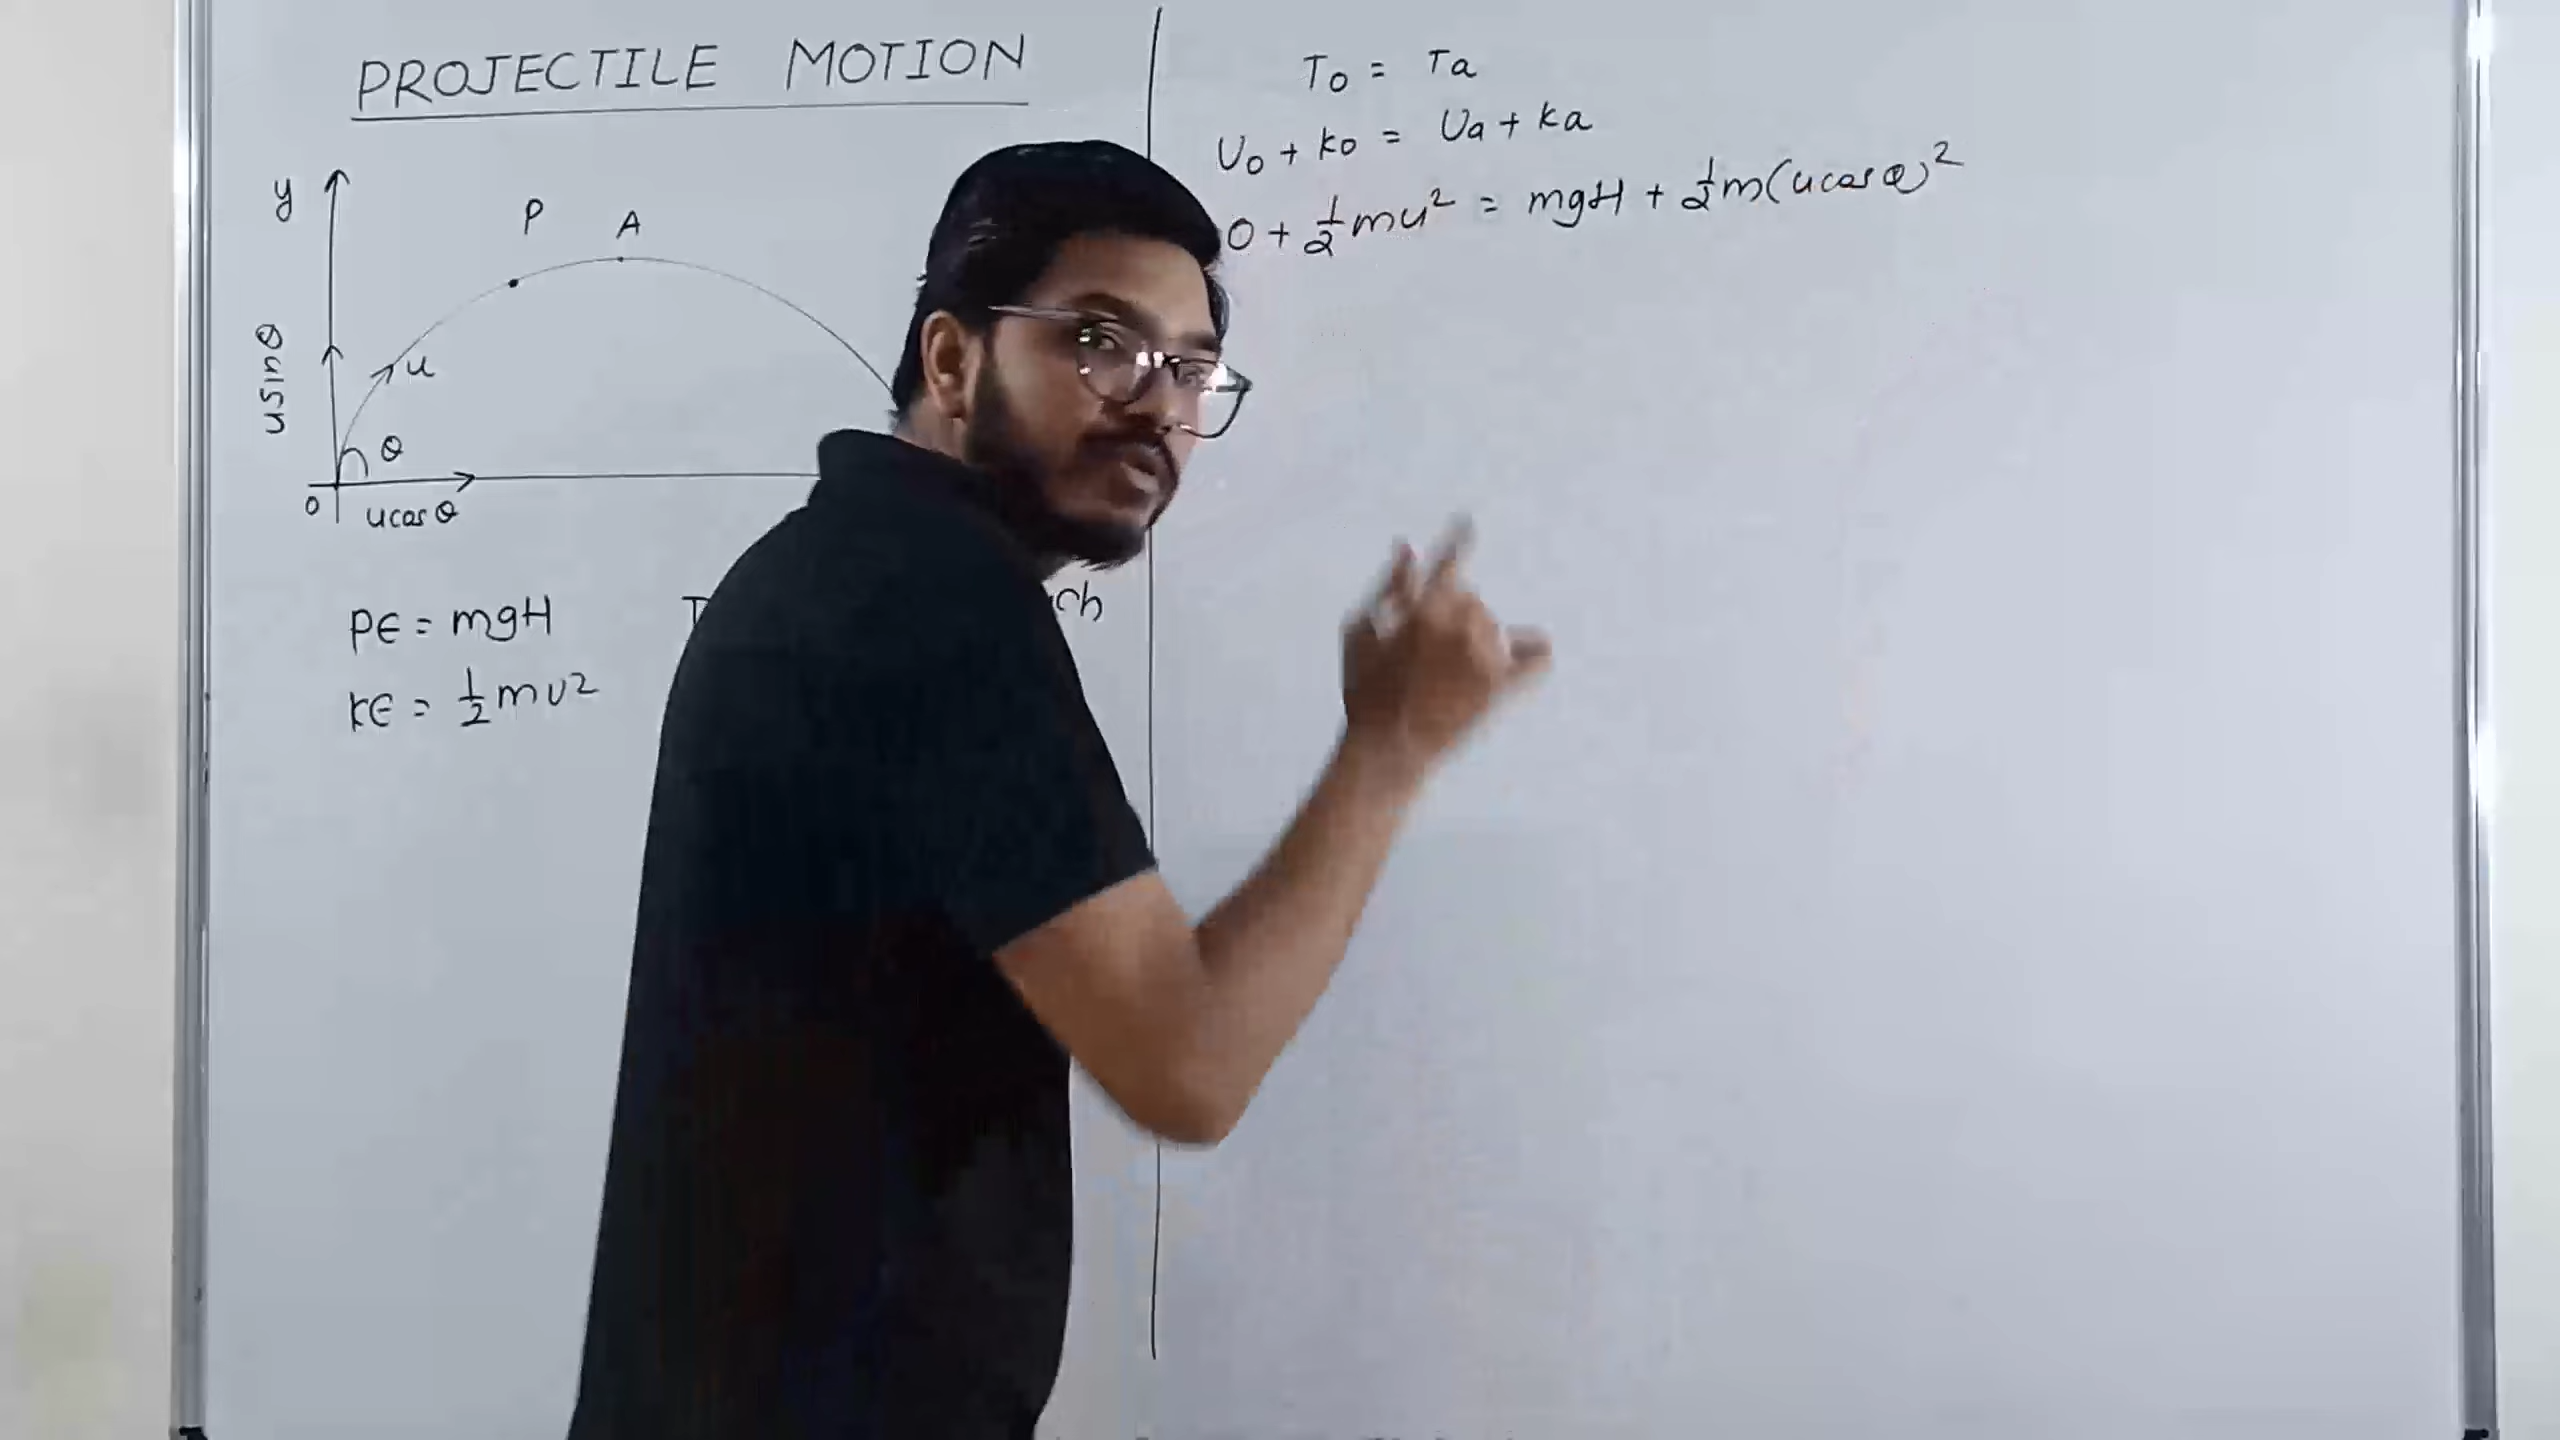 PROJECTILE MOTION
y
P A
usinθ
u
θ
O
ucosθ
PE = mgH
KE = ½mv²
To = Ta
Uo + Ko = Ua + Ka
0 + ½mu² = mgH + ½m(ucosθ)²